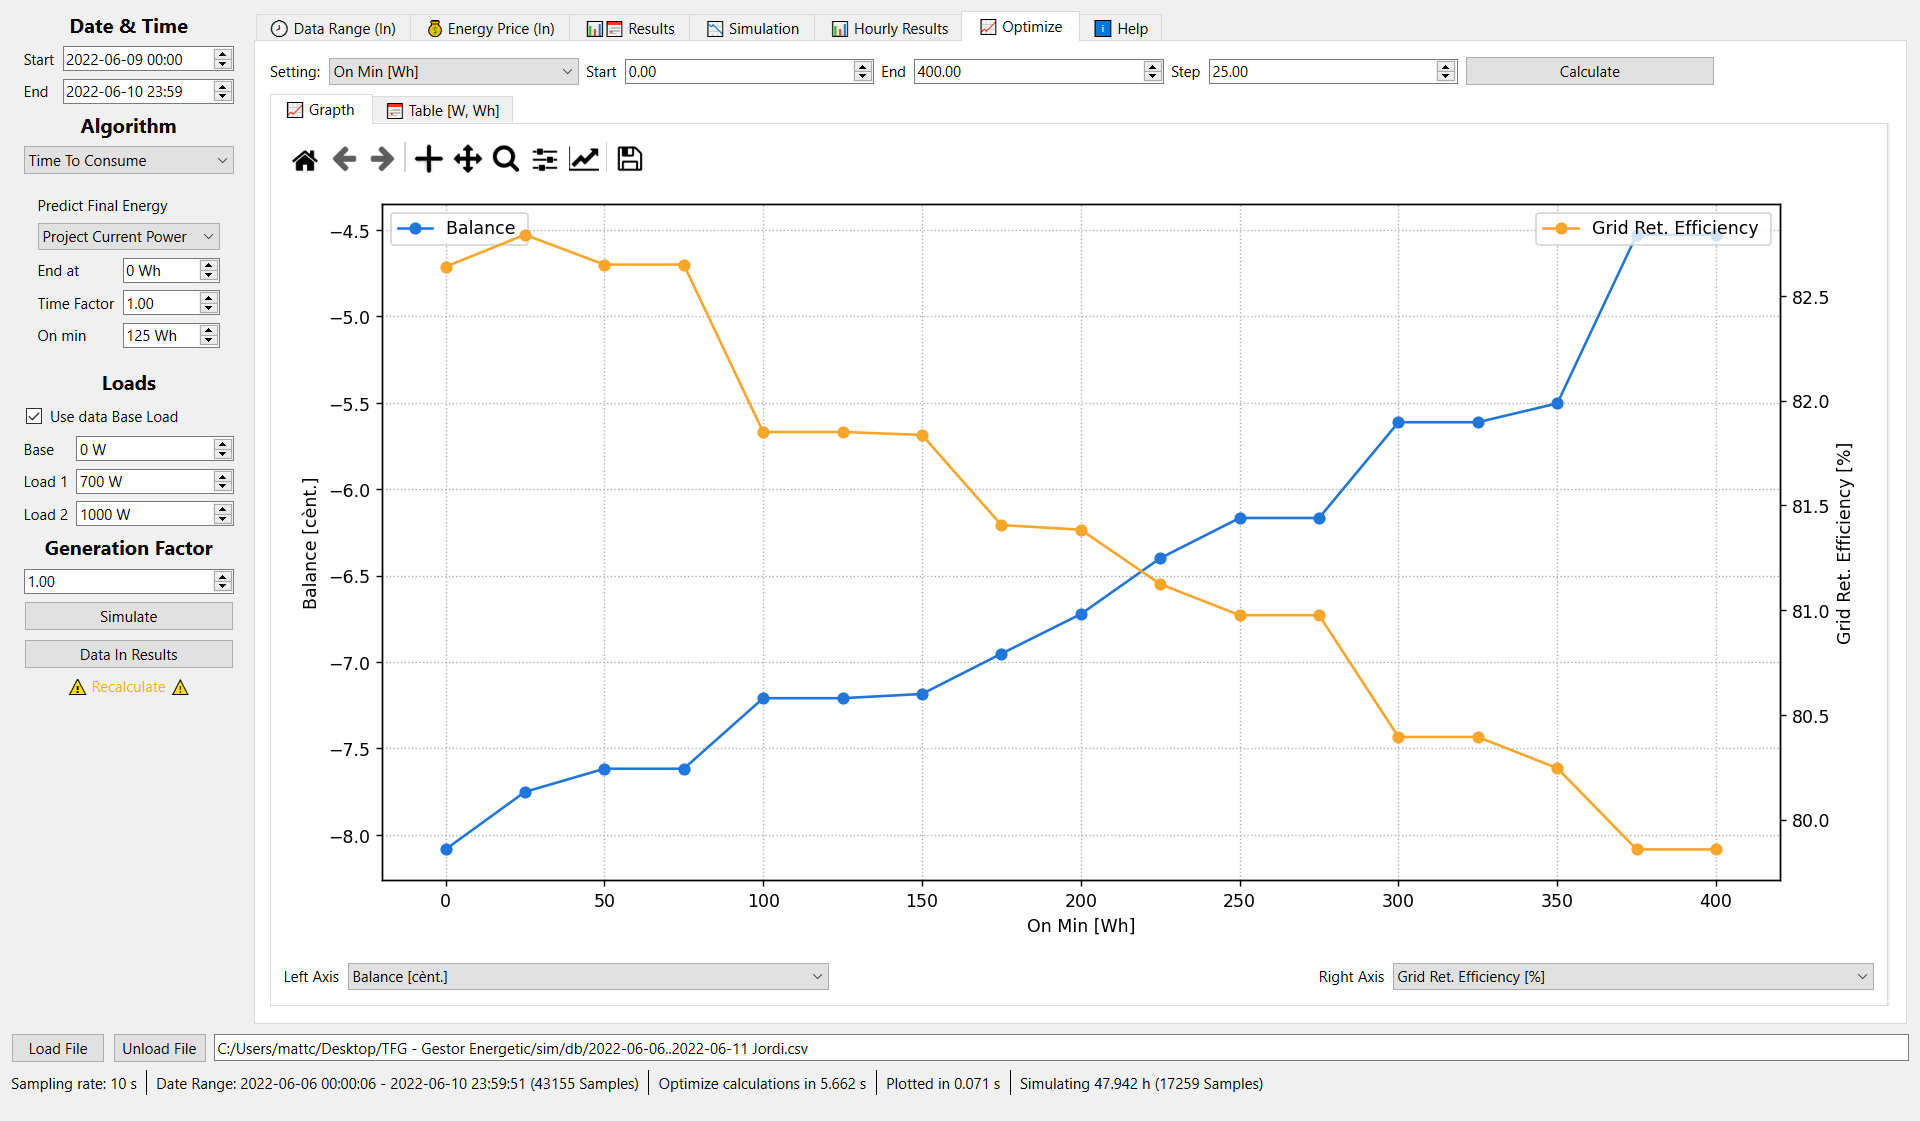 Date & Time
Start 2022-06-09 00:00
End 2022-06-10 23:59
Algorithm
Time To Consume
Predict Final Energy
Project Current Power
End at 0 Wh
Time Factor 1.00
On min 125 Wh
Loads
Use data Base Load
Base 0 W
Load 1 700 W
Load 2 1000 W
Generation Factor
1.00
Simulate
Data In Results
Recalculate
Data Range (In) Energy Price (In) Results Simulation Hourly Results Optimize Help
Setting: On Min [Wh] Start 0.00 End 400.00 Step 25.00 Calculate
Grapth Table [W, Wh]
Balance
Grid Ret. Efficiency
−4.5
−5.0
−5.5
−6.0
−6.5
−7.0
−7.5
−8.0
Balance [cènt.]
82.5
82.0
81.5
81.0
80.5
80.0
Grid Ret. Efficiency [%]
0 50 100 150 200 250 300 350 400
On Min [Wh]
Left Axis Balance [cènt.] Right Axis Grid Ret. Efficiency [%]
Load File Unload File C:/Users/mattc/Desktop/TFG - Gestor Energetic/sim/db/2022-06-06..2022-06-11 Jordi.csv
Sampling rate: 10 s Date Range: 2022-06-06 00:00:06 - 2022-06-10 23:59:51 (43155 Samples) Optimize calculations in 5.662 s Plotted in 0.071 s Simulating 47.942 h (17259 Samples)